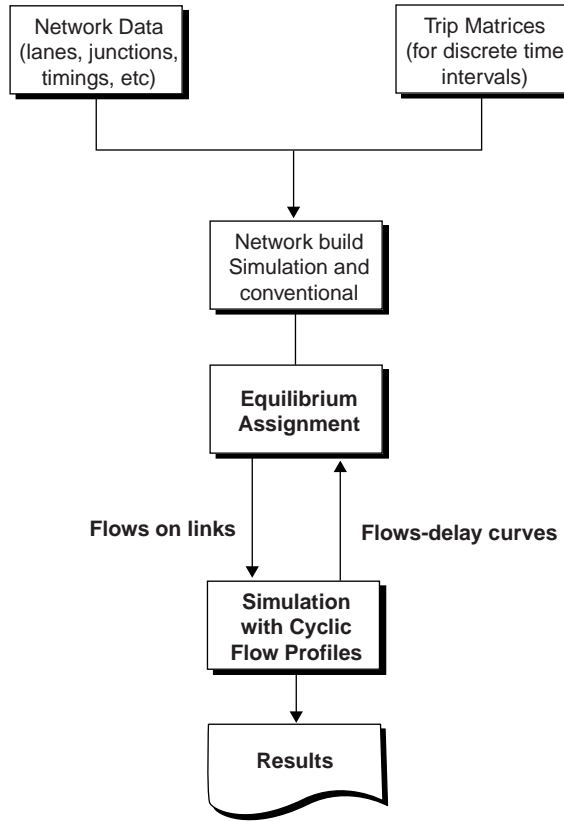 Network Data
(lanes, junctions,
timings, etc)
Trip Matrices
(for discrete time
intervals)
Network build
Simulation and
conventional
Equilibrium
Assignment
Flows on links
Flows-delay curves
Simulation
with Cyclic
Flow Profiles
Results